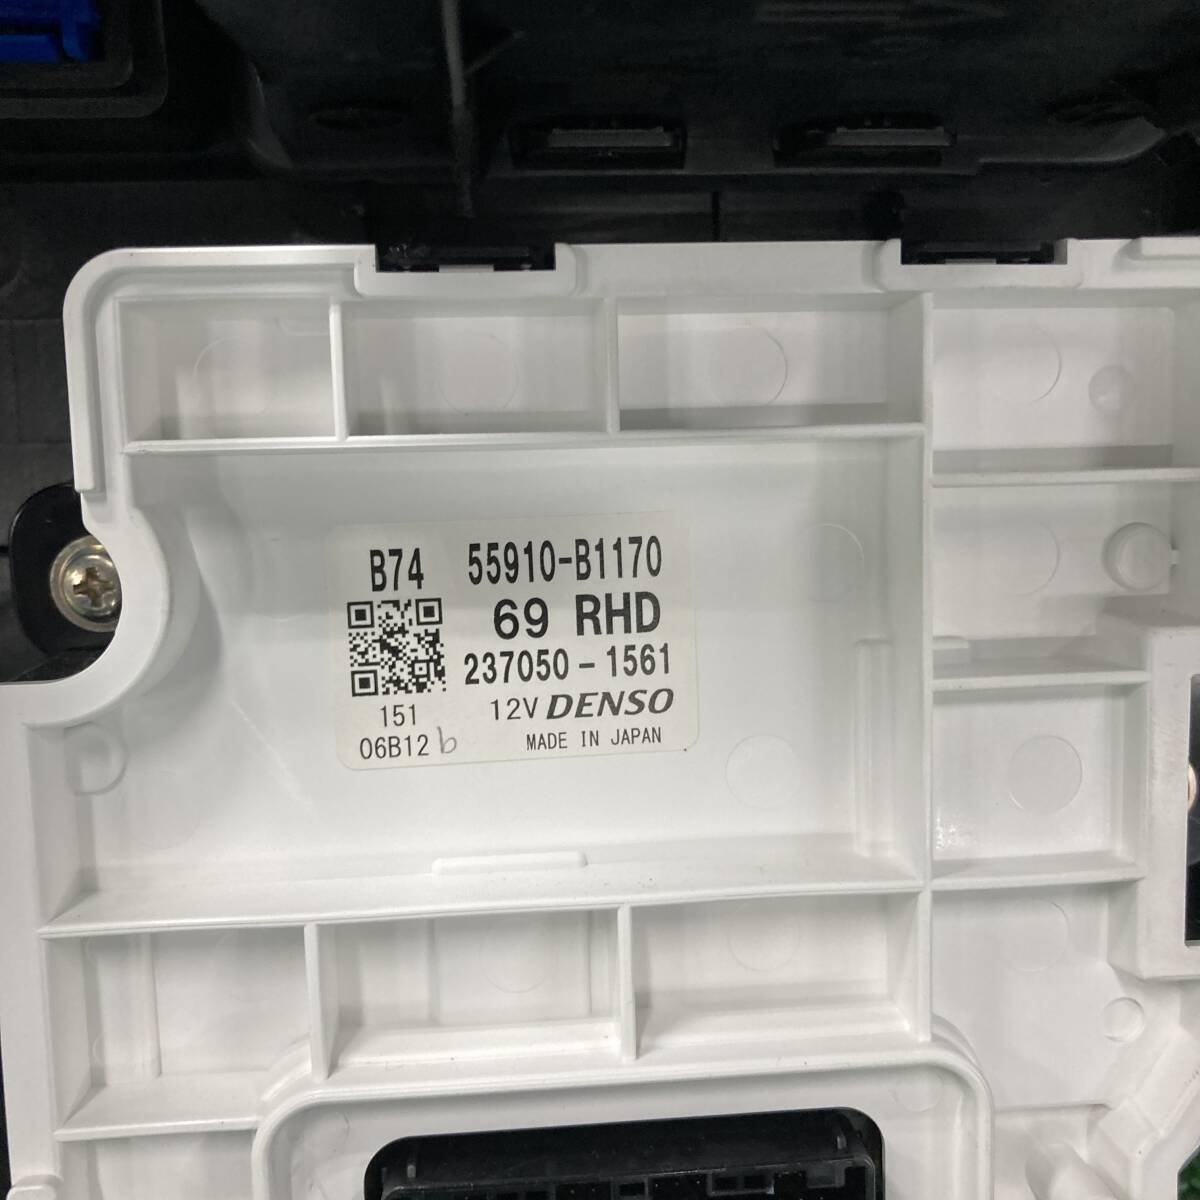 B74 55910-B1170
69 RHD
237050-1561
151 12V DENSO
06B12 b MADE IN JAPAN